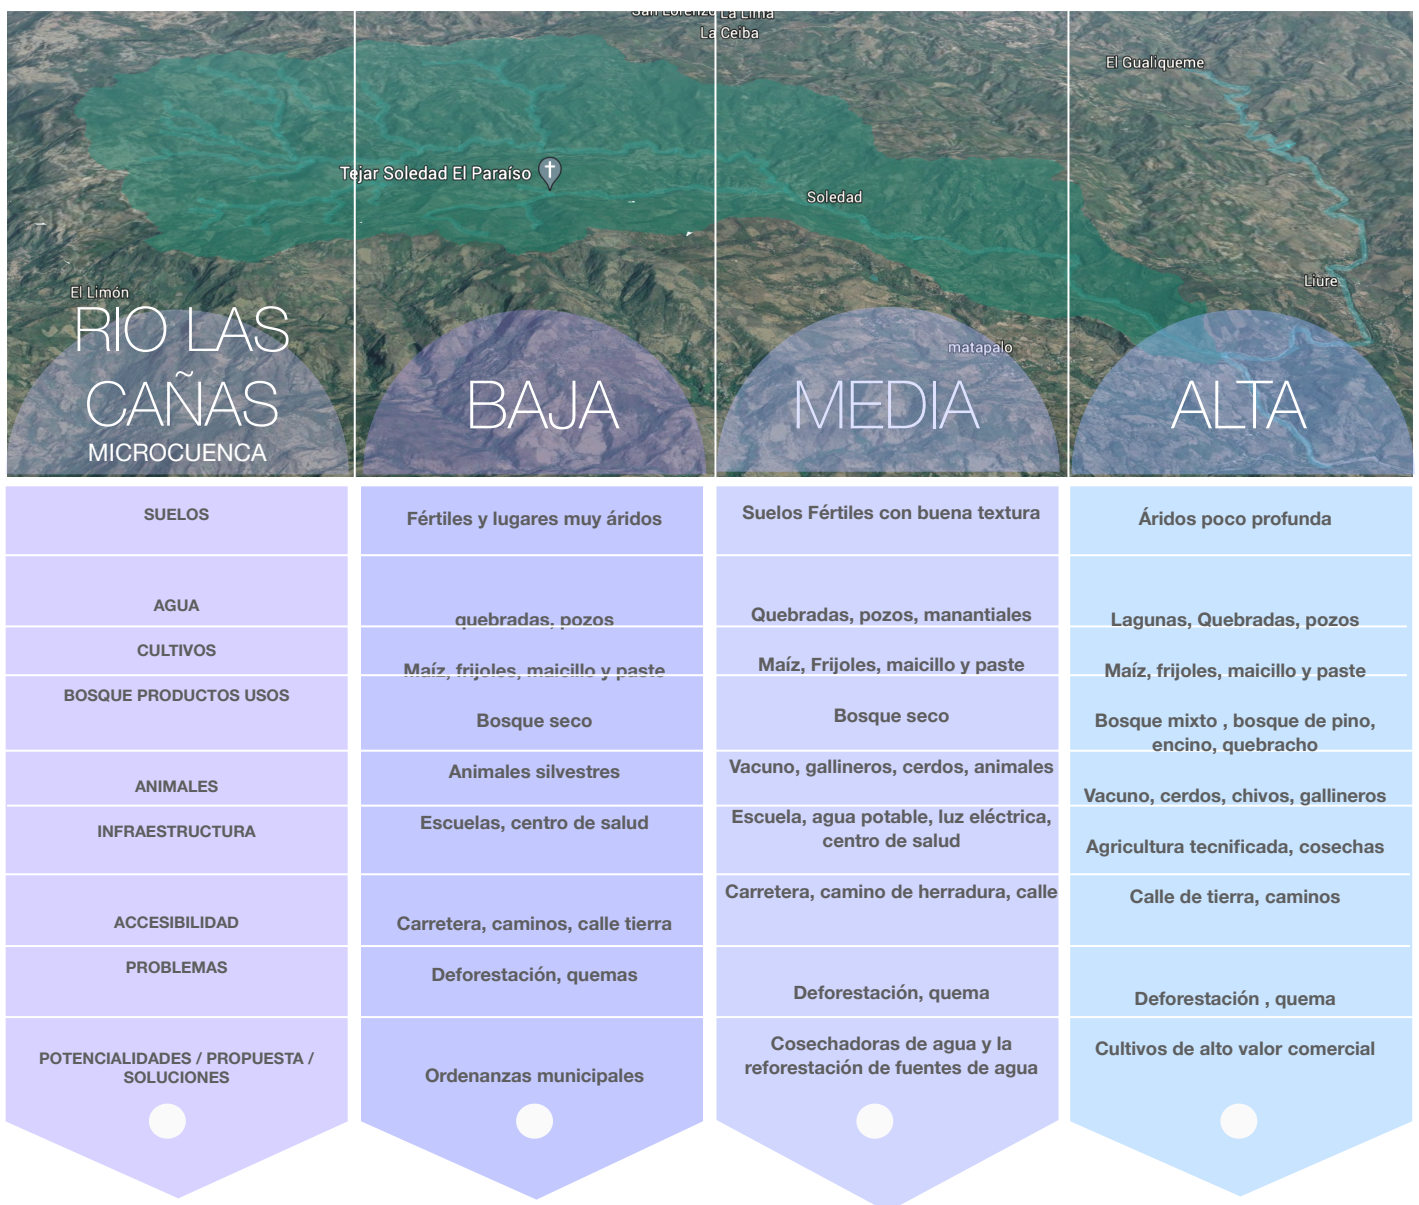 San Lorenzo La Lima
La Ceiba
El Gualiqueme
Tejar Soledad El Paraíso
Soledad
El Limón
Liure
matapalo
RIO LAS
CAÑAS
MICROCUENCA
BAJA
MEDIA
ALTA
SUELOS
Fértiles y lugares muy áridos
Suelos Fértiles con buena textura
Áridos poco profunda
AGUA
quebradas, pozos
Quebradas, pozos, manantiales
Lagunas, Quebradas, pozos
CULTIVOS
Maíz, frijoles, maicillo y paste
Maíz, Frijoles, maicillo y paste
Maíz, frijoles, maicillo y paste
BOSQUE PRODUCTOS USOS
Bosque seco
Bosque seco
Bosque mixto , bosque de pino,
encino, quebracho
ANIMALES
Animales silvestres
Vacuno, gallineros, cerdos, animales
Vacuno, cerdos, chivos, gallineros
INFRAESTRUCTURA
Escuelas, centro de salud
Escuela, agua potable, luz eléctrica,
centro de salud
Agricultura tecnificada, cosechas
ACCESIBILIDAD
Carretera, caminos, calle tierra
Carretera, camino de herradura, calle
Calle de tierra, caminos
PROBLEMAS
Deforestación, quemas
Deforestación, quema
Deforestación , quema
POTENCIALIDADES / PROPUESTA /
SOLUCIONES
Ordenanzas municipales
Cosechadoras de agua y la
reforestación de fuentes de agua
Cultivos de alto valor comercial